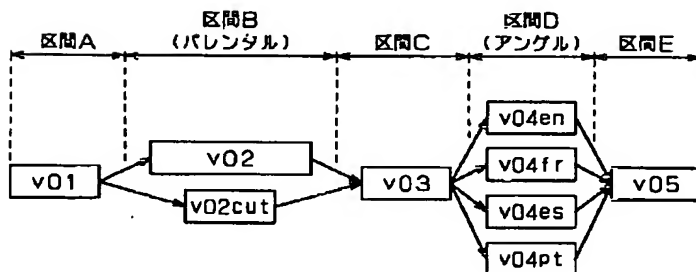 区間A
区間B
(パレンタル)
区間C
区間D
(アングル)
区間E
v01
v02
v02cut
v03
v04en
v04fr
v04es
v04pt
v05